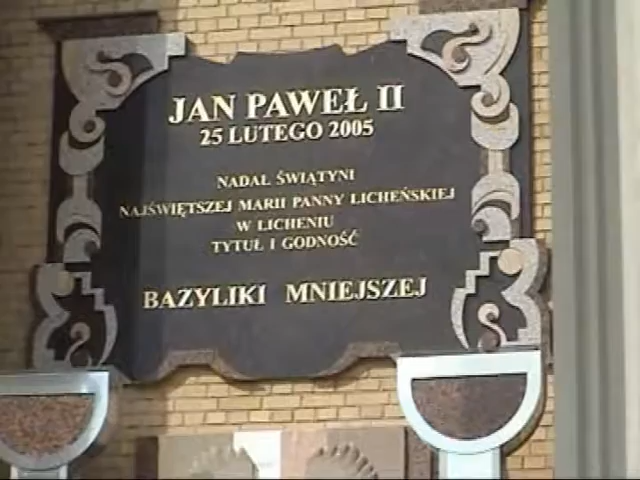 JAN PAWEŁ II
25 LUTEGO 2005
NADAŁ ŚWIĄTYNI
NAJŚWIĘTSZEJ MARII PANNY LICHEŃSKIEJ
W LICHENIU
TYTUŁ I GODNOŚĆ
BAZYLIKI MNIEJSZEJ